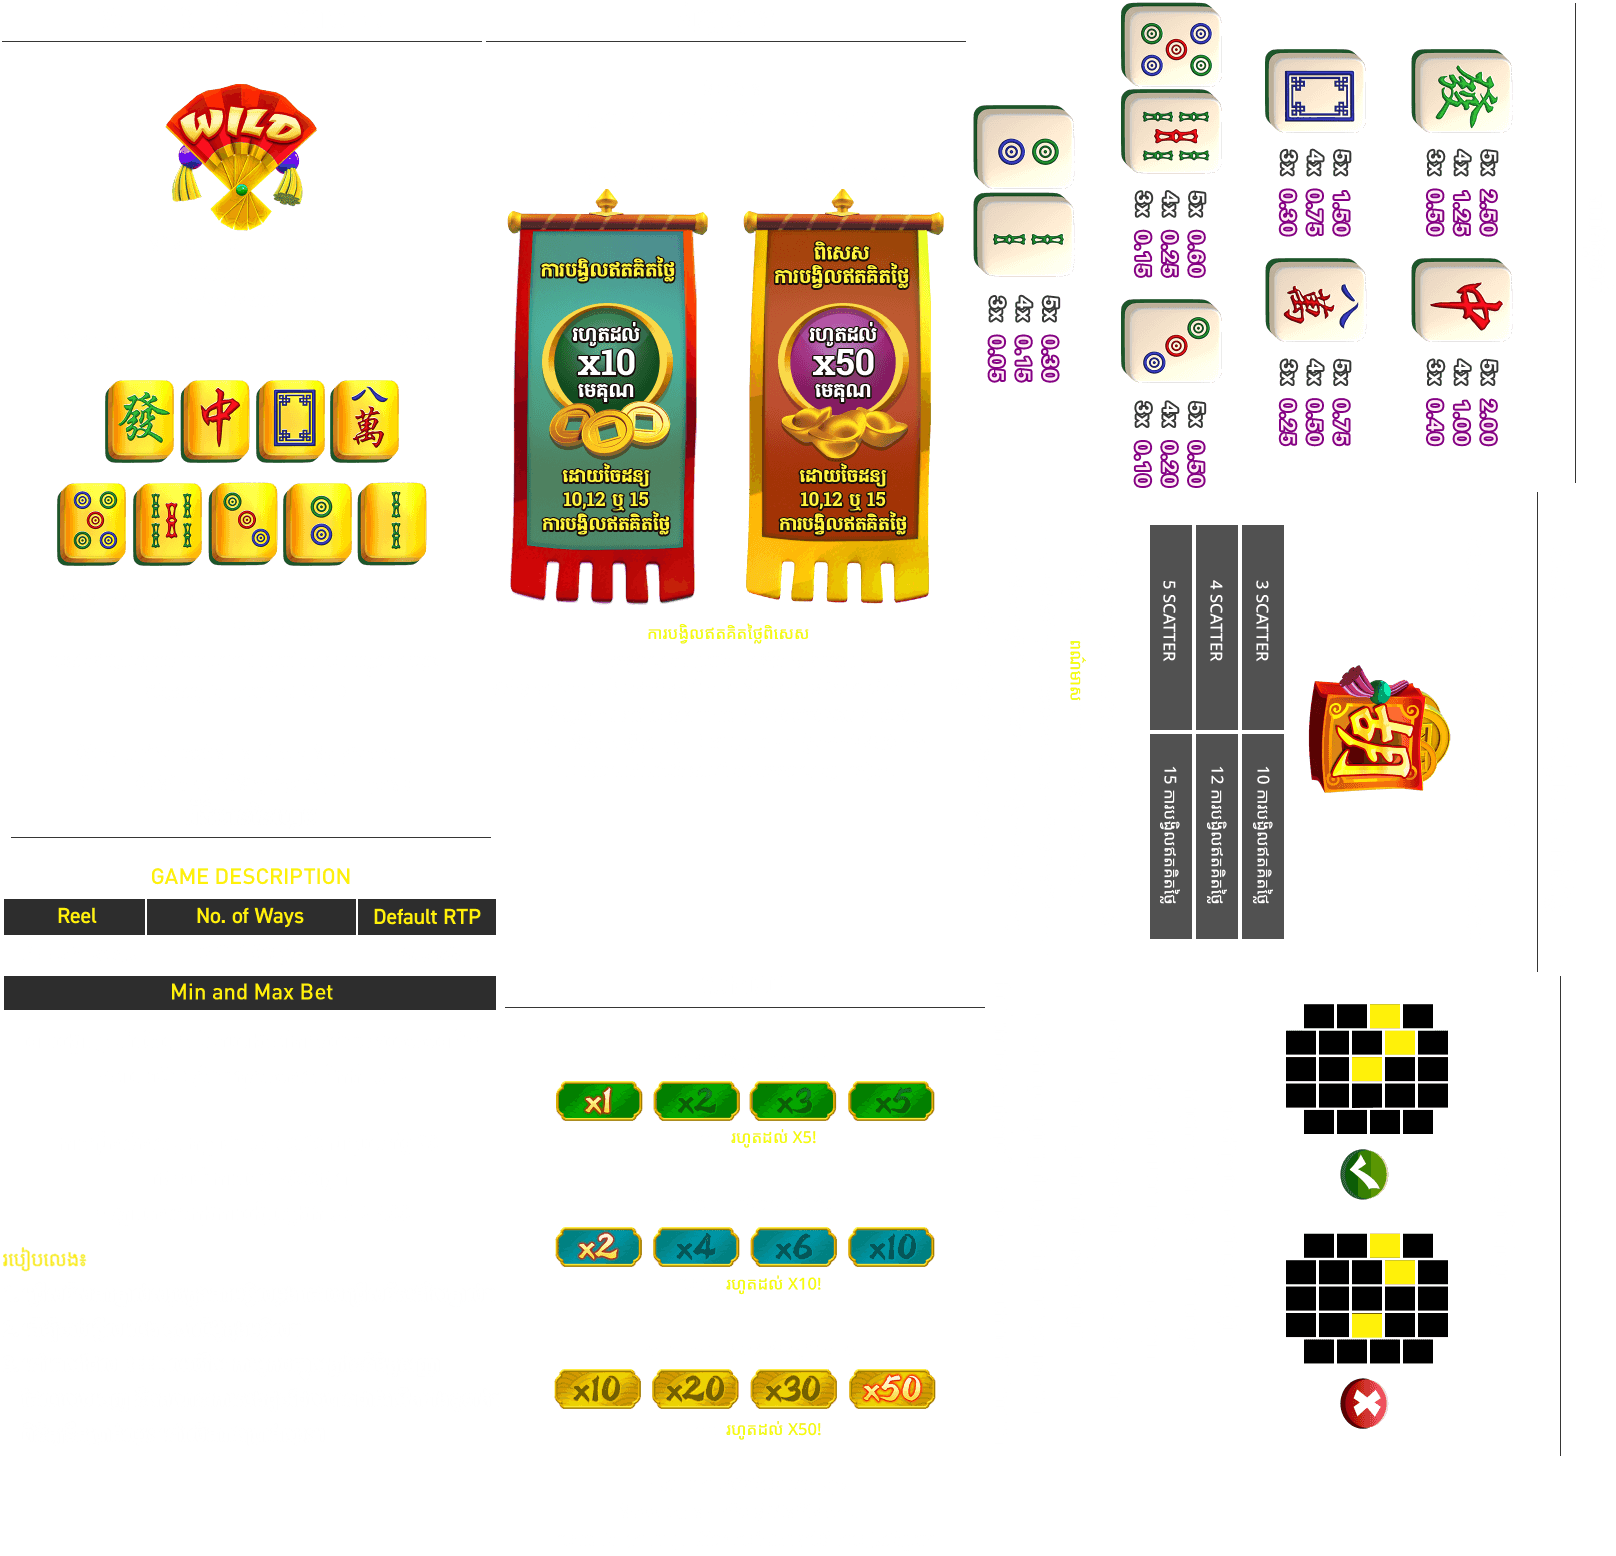 WILD
發
中
八
萬
ការបង្វិលឥតគិតថ្លៃ
រហូតដល់
x10
មេគុណ
ដោយចៃដន្យ
10,12 ឬ 15
ការបង្វិលឥតគិតថ្លៃ
ពិសេស
ការបង្វិលឥតគិតថ្លៃ
រហូតដល់
x50
មេគុណ
ដោយចៃដន្យ
10,12 ឬ 15
ការបង្វិលឥតគិតថ្លៃ
ការបង្វិលឥតគិតថ្លៃពិសេស
5x 0.30
4x 0.15
3x 0.05
5x 0.60
4x 0.25
3x 0.15
5x 0.50
4x 0.20
3x 0.10
5x 1.50
4x 0.75
3x 0.30
八
萬
5x 0.75
4x 0.50
3x 0.25
發
5x 2.50
4x 1.25
3x 0.50
中
5x 2.00
4x 1.00
3x 0.40
ពណ៌មាស
3 SCATTER 10 ការបង្វិលឥតគិតថ្លៃ
4 SCATTER 12 ការបង្វិលឥតគិតថ្លៃ
5 SCATTER 15 ការបង្វិលឥតគិតថ្លៃ
GAME DESCRIPTION
Reel No. of Ways Default RTP
Min and Max Bet
របៀបលេង៖
x1 x2 x3 x5
រហូតដល់ X5!
x2 x4 x6 x10
រហូតដល់ X10!
x10 x20 x30 x50
រហូតដល់ X50!